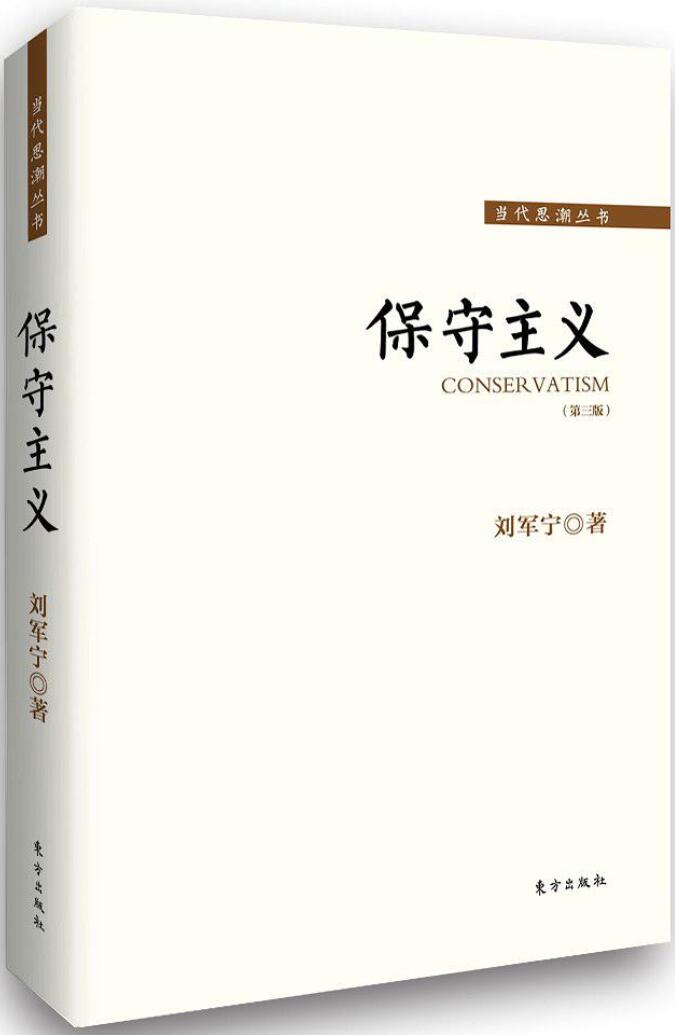 当代思潮丛书
保守主义
刘军宁◎著
东方出版社
当代思潮丛书
保守主义
CONSERVATISM
（第三版）
刘军宁◎著
東方出版社